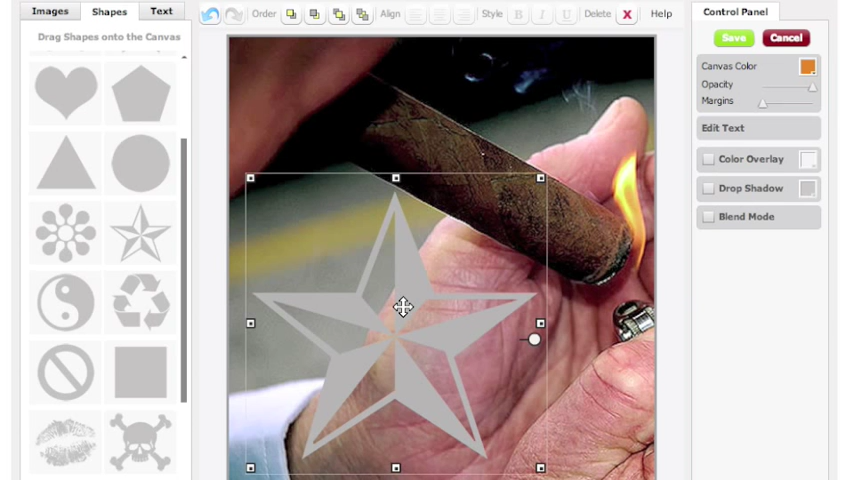 Images Shapes Text Order Align Style B I U Delete X Help Control Panel
Drag Shapes onto the Canvas
Save Cancel
Canvas Color
Opacity
Margins
Edit Text
Color Overlay
Drop Shadow
Blend Mode